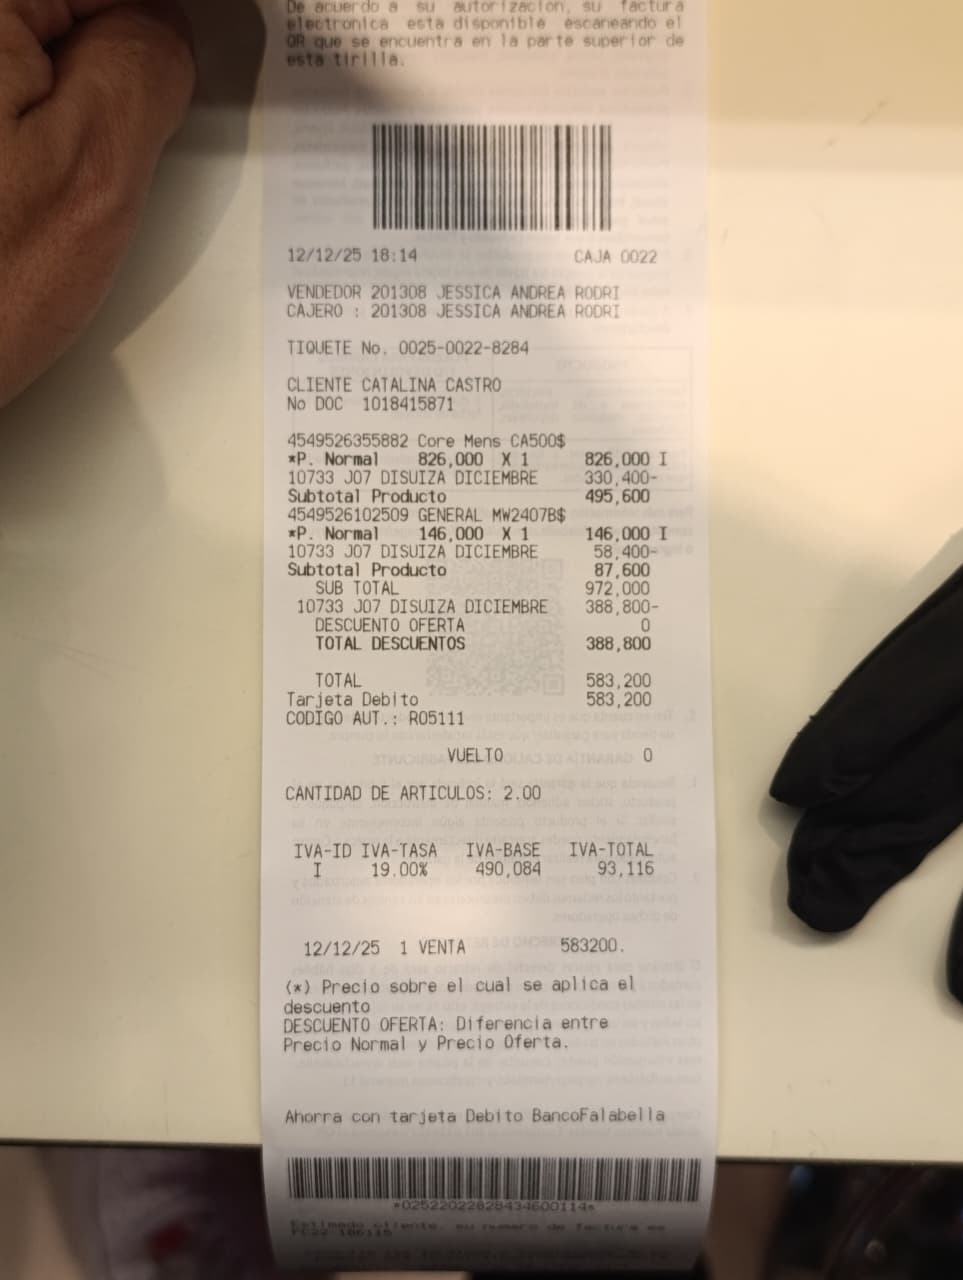 De acuerdo a su autorizacion, su factura
electronica esta disponible escaneando el
QR que se encuentra en la parte superior de
esta tirilla.
12/12/25 18:14 CAJA 0022
VENDEDOR 201308 JESSICA ANDREA RODRI
CAJERO : 201308 JESSICA ANDREA RODRI
TIQUETE No. 0025-0022-8284
CLIENTE CATALINA CASTRO
No DOC 1018415871
4549526355882 Core Mens CA500$
*P. Normal 826,000 X 1 826,000 I
10733 J07 DISUIZA DICIEMBRE 330,400-
Subtotal Producto 495,600
4549526102509 GENERAL MW2407B$
*P. Normal 146,000 X 1 146,000 I
10733 J07 DISUIZA DICIEMBRE 58,400-
Subtotal Producto 87,600
SUB TOTAL 972,000
10733 J07 DISUIZA DICIEMBRE 388,800-
DESCUENTO OFERTA 0
TOTAL DESCUENTOS 388,800
TOTAL 583,200
Tarjeta Debito 583,200
CODIGO AUT.: R05111
VUELTO 0
CANTIDAD DE ARTICULOS: 2.00
IVA-ID IVA-TASA IVA-BASE IVA-TOTAL
I 19.00% 490,084 93,116
12/12/25 1 VENTA 583200.
(*) Precio sobre el cual se aplica el
descuento
DESCUENTO OFERTA: Diferencia entre
Precio Normal y Precio Oferta.
Ahorra con tarjeta Debito BancoFalabella
Estimado cliente, su numero de factura es